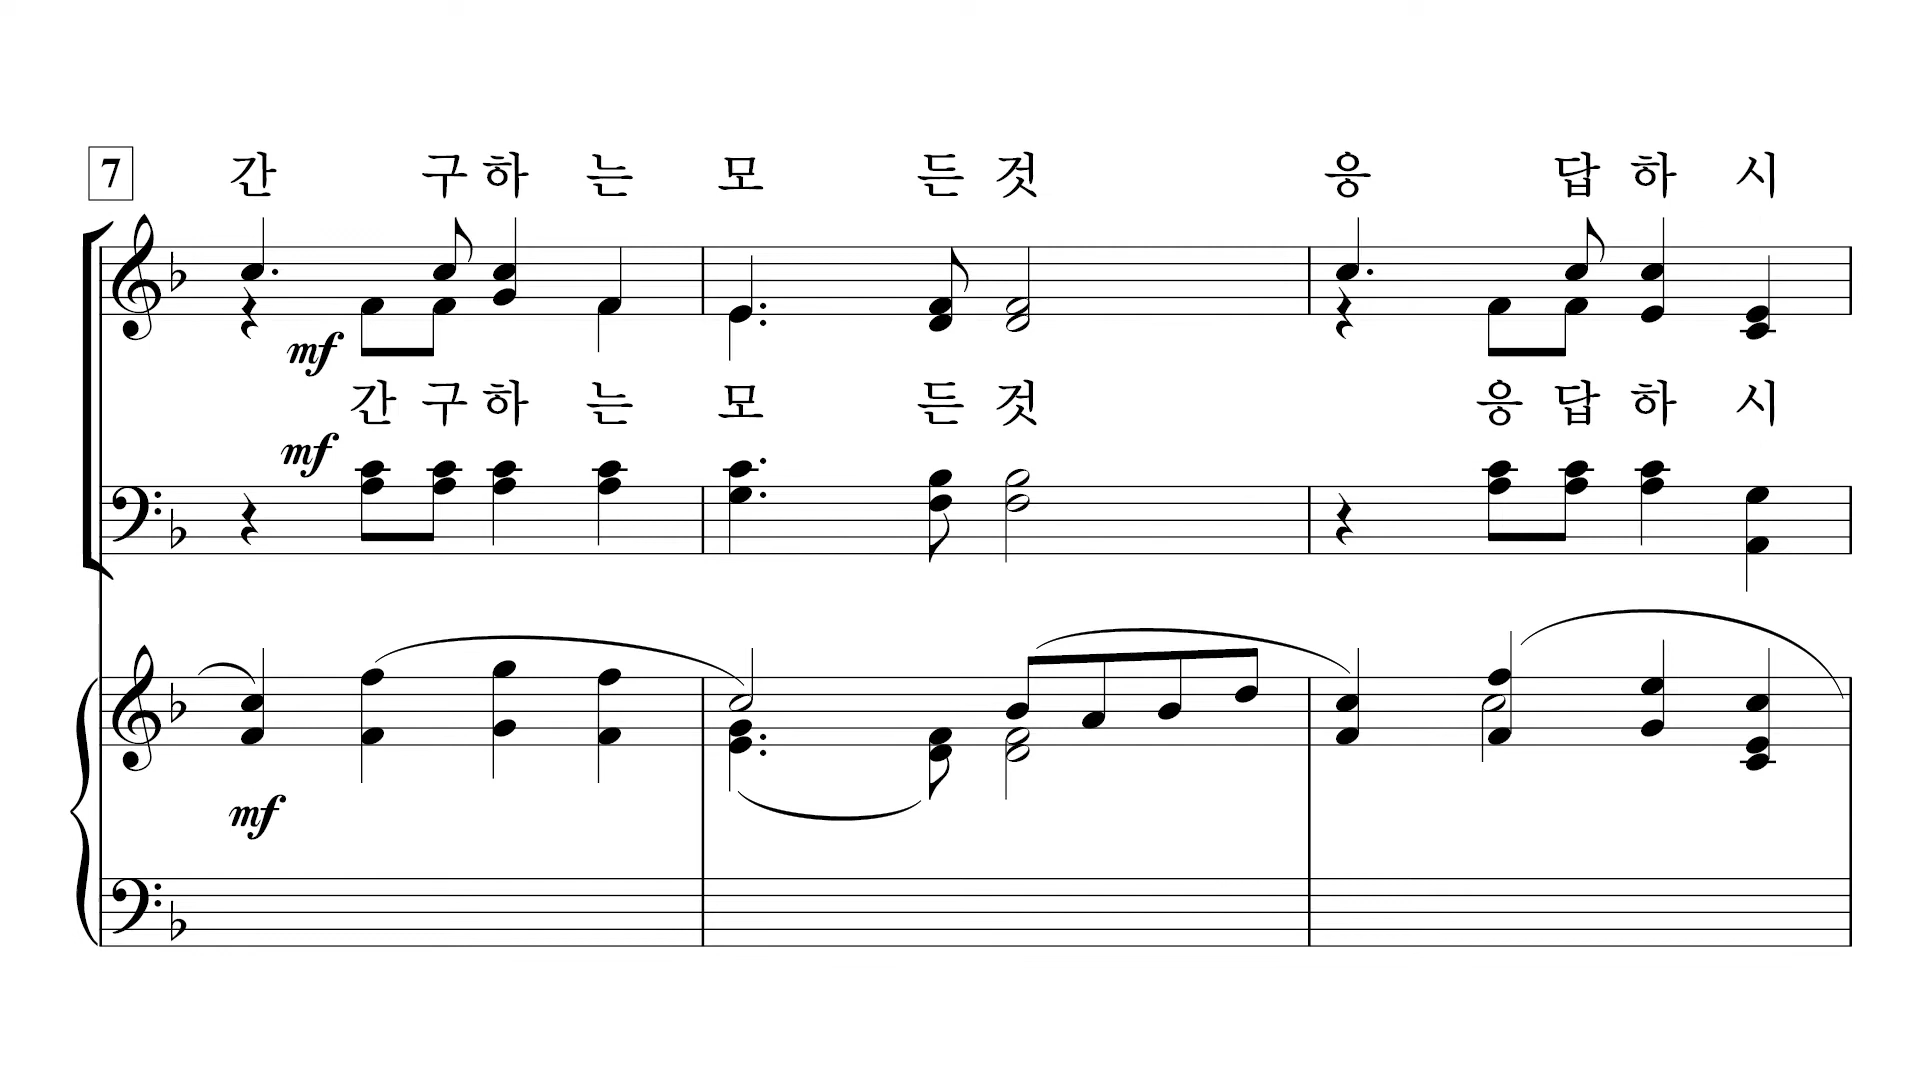 7
간 구 하 는 모 든 것 응 답 하 시
mf
간 구 하 는 모 든 것 응 답 하 시
mf
mf